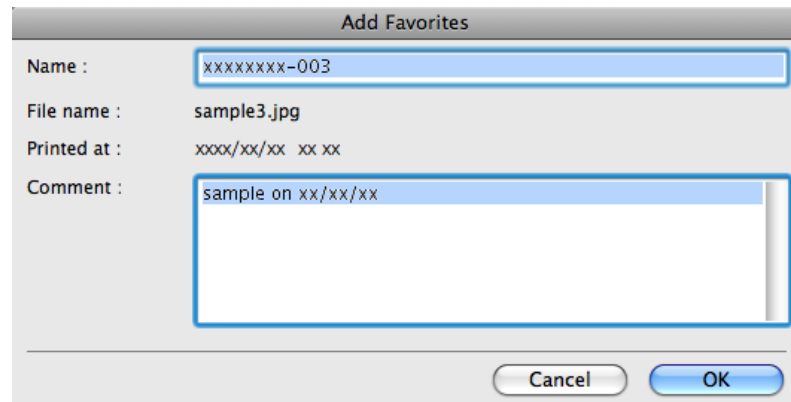 Add Favorites
Name : xxxxxxxx-003
File name : sample3.jpg
Printed at : xxxx/xx/xx xx xx
Comment : sample on xx/xx/xx
Cancel OK